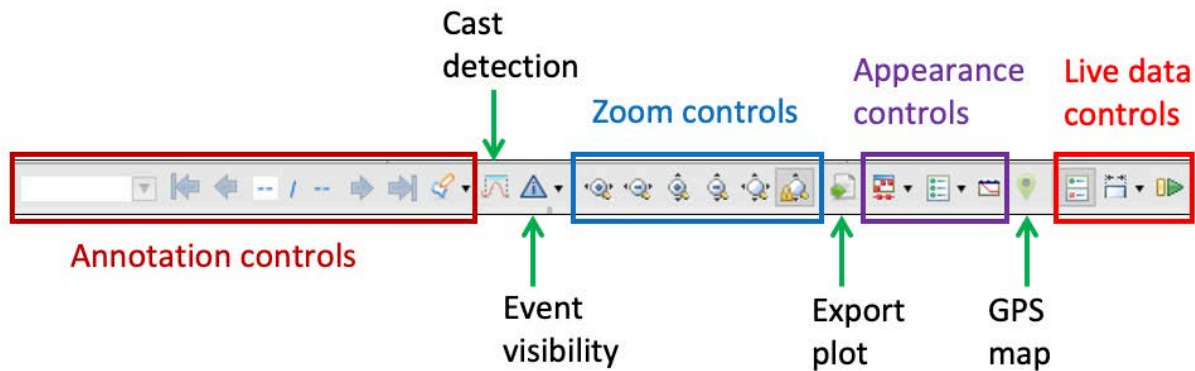 Cast
detection
Zoom controls
Appearance
controls
Live data
controls
-- / --
Annotation controls
Event
visibility
Export
plot
GPS
map